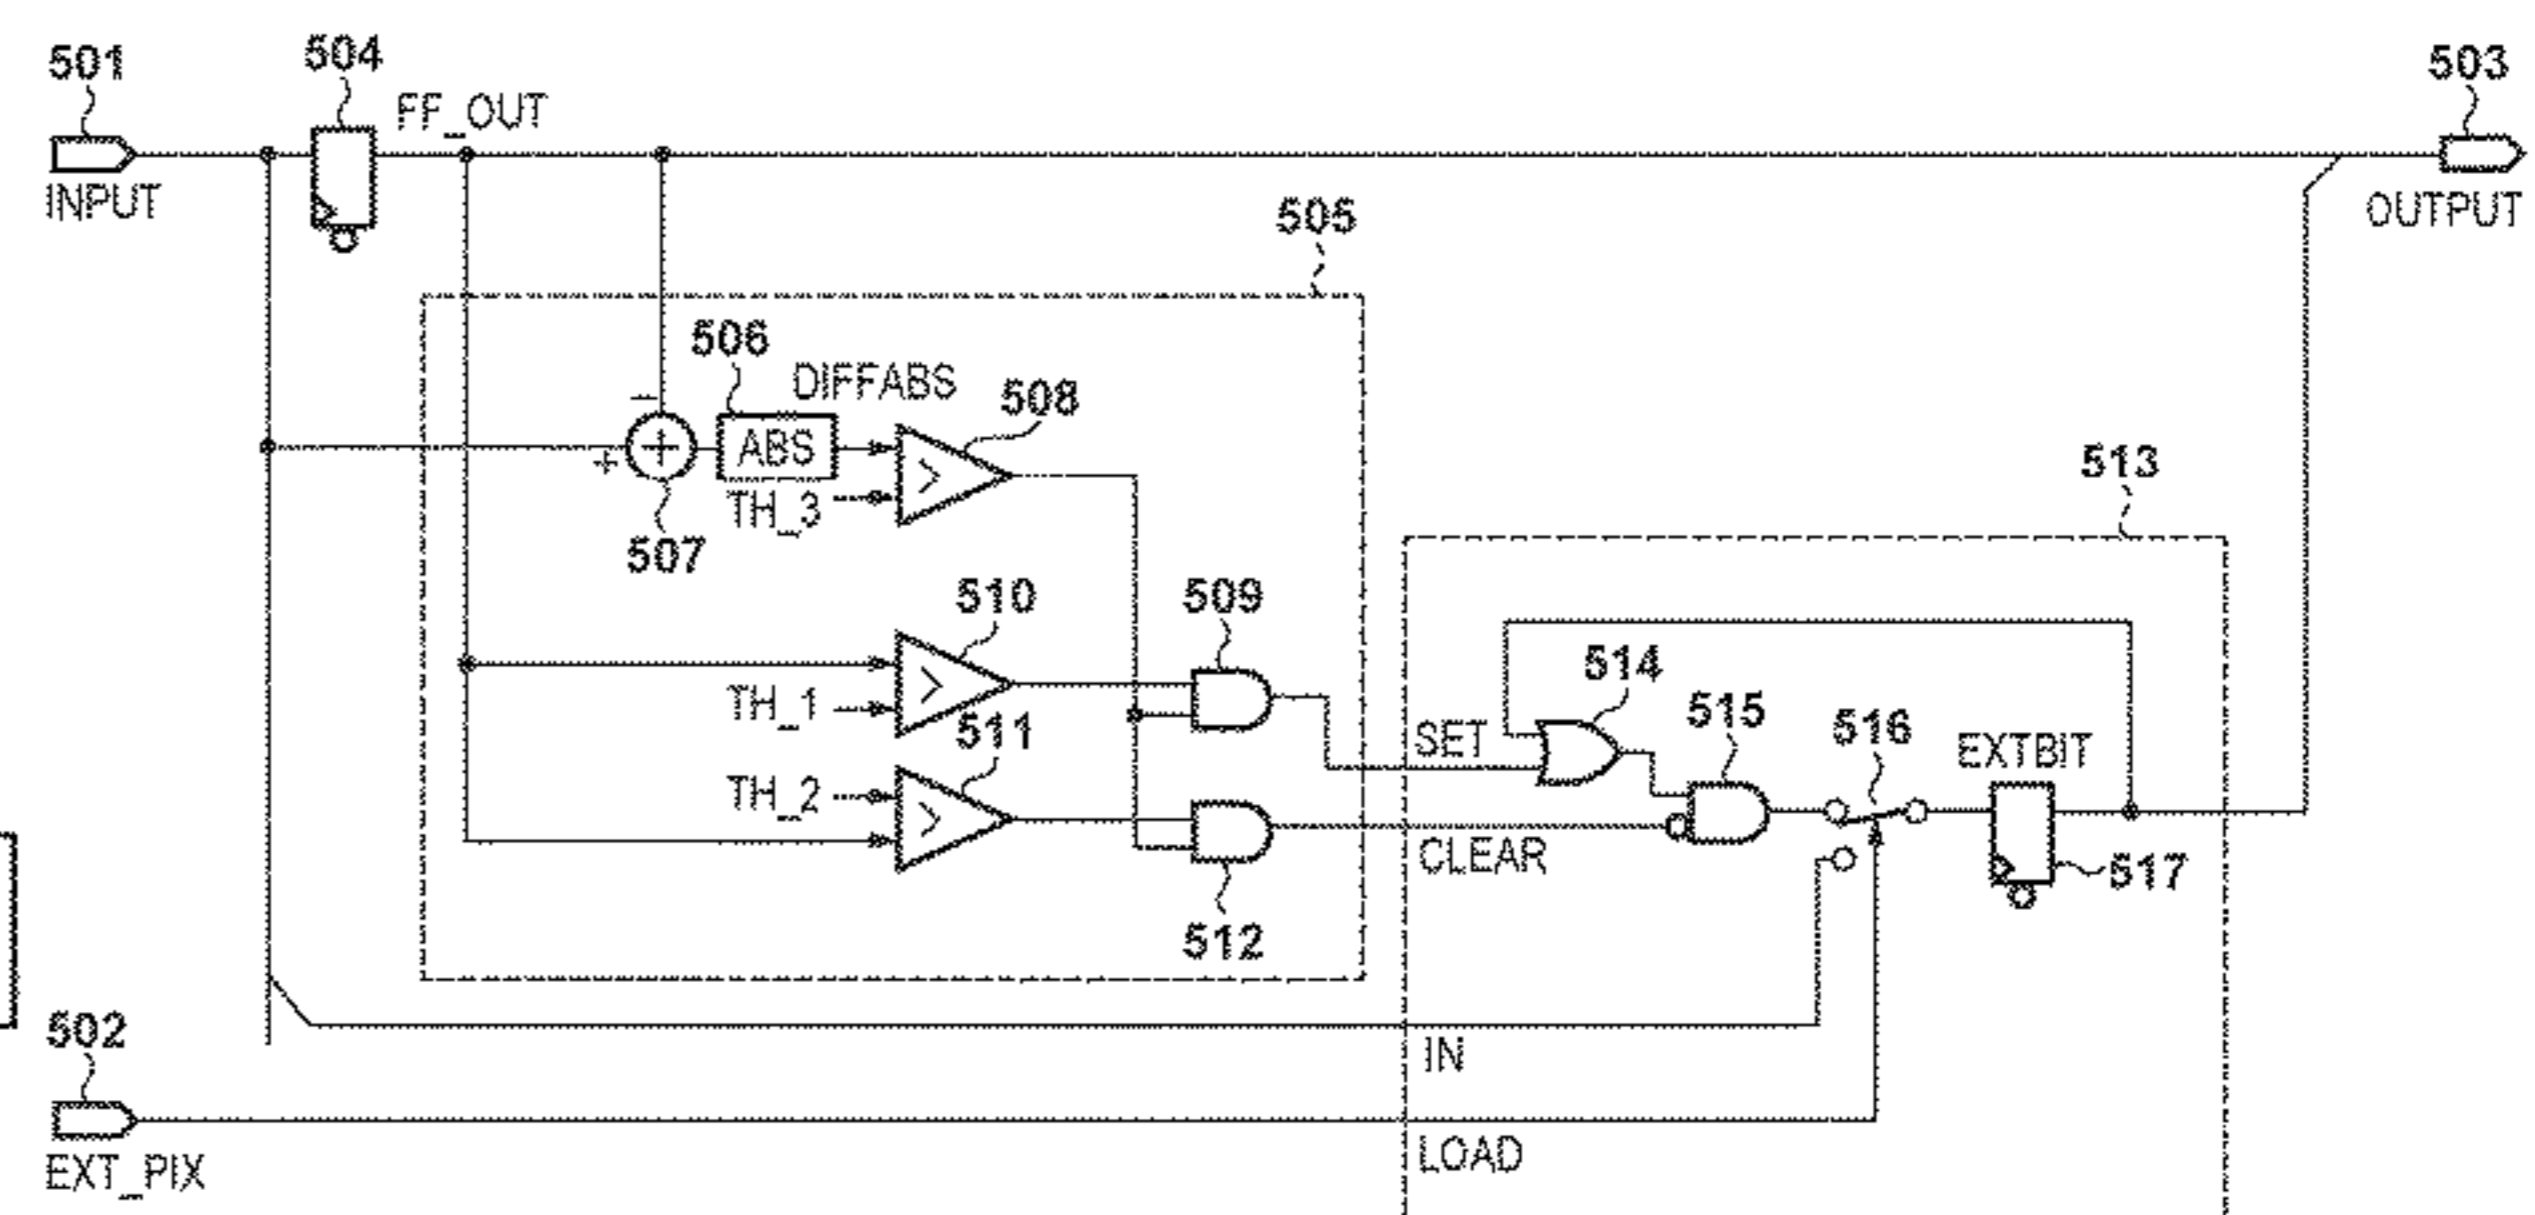 501
504
FF_OUT
503
INPUT
OUTPUT
505
506
DIFFABS
508
ABS
TH_3
507
+
−
+
>
513
510
509
TH_1
>
514
511
SET
515
516
EXTBIT
TH_2
>
CLEAR
517
512
502
IN
EXT_PIX
LOAD